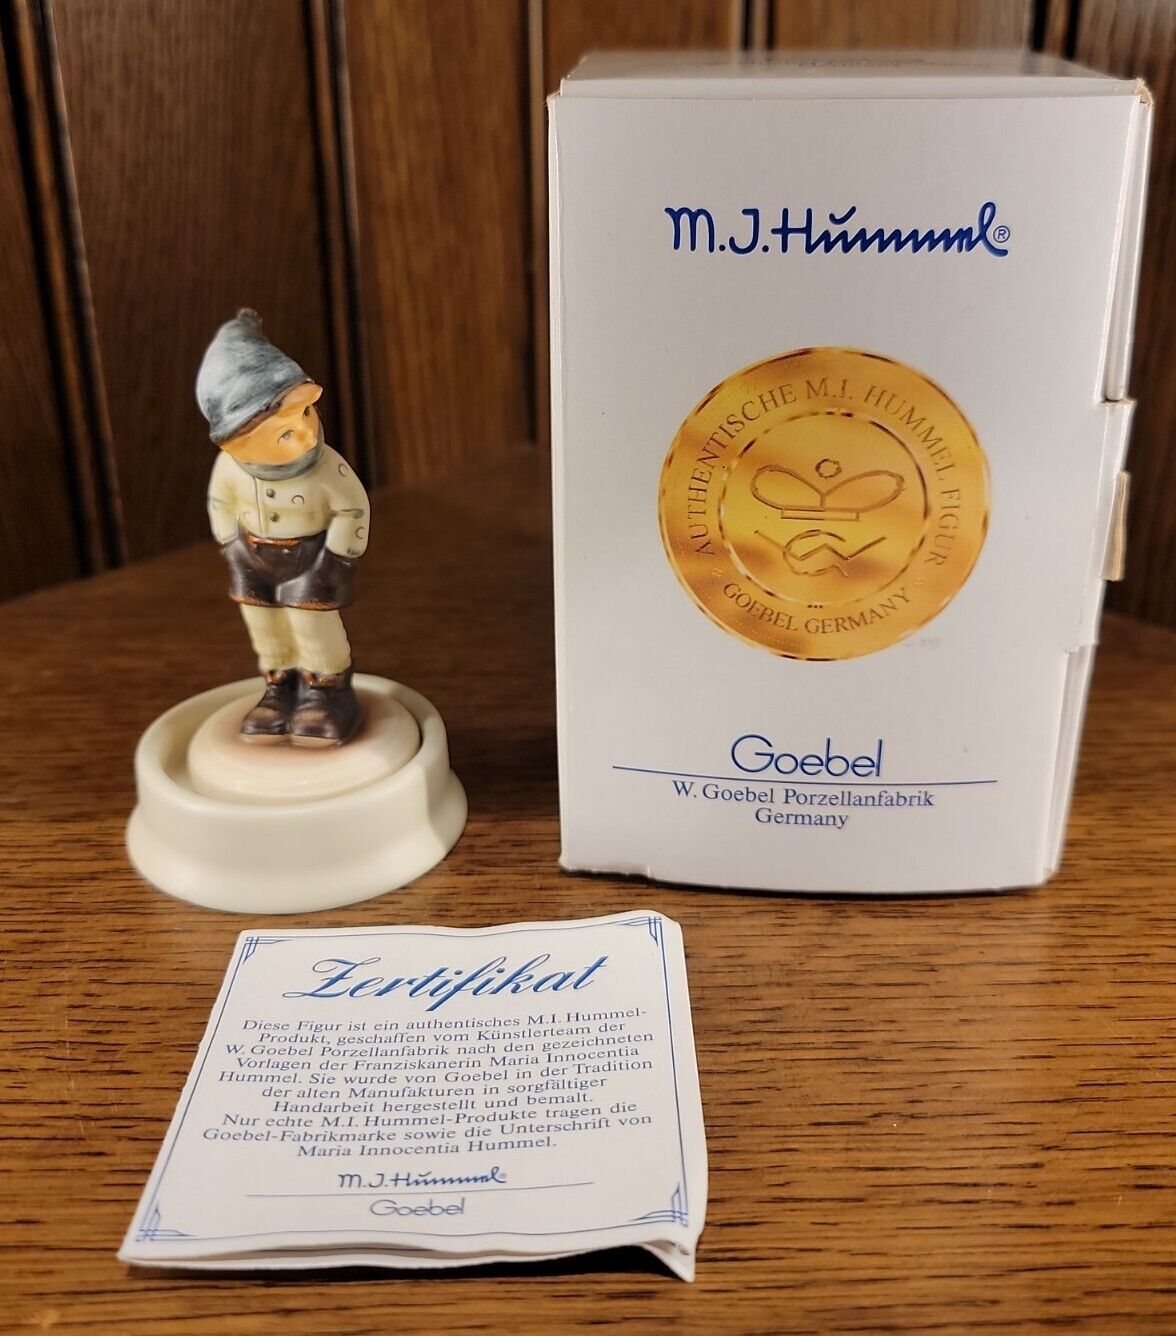 M.J.Hŭmmel®
AUTHENTISCHE M.I. HUMMEL FIGUR
GOEBEL GERMANY
Goebel
W. Goebel Porzellanfabrik
Germany
Zertifikat
Diese Figur ist ein authentisches M.I. Hummel-
Produkt, geschaffen vom Künstlerteam der
W. Goebel Porzellanfabrik nach den gezeichneten
Vorlagen der Franziskanerin Maria Innocentia
Hummel. Sie wurde von Goebel in der Tradition
der alten Manufakturen in sorgfältiger
Handarbeit hergestellt und bemalt.
Nur echte M.I. Hummel-Produkte tragen die
Goebel-Fabrikmarke sowie die Unterschrift von
Maria Innocentia Hummel.
M.J.Hŭmmel®
Goebel